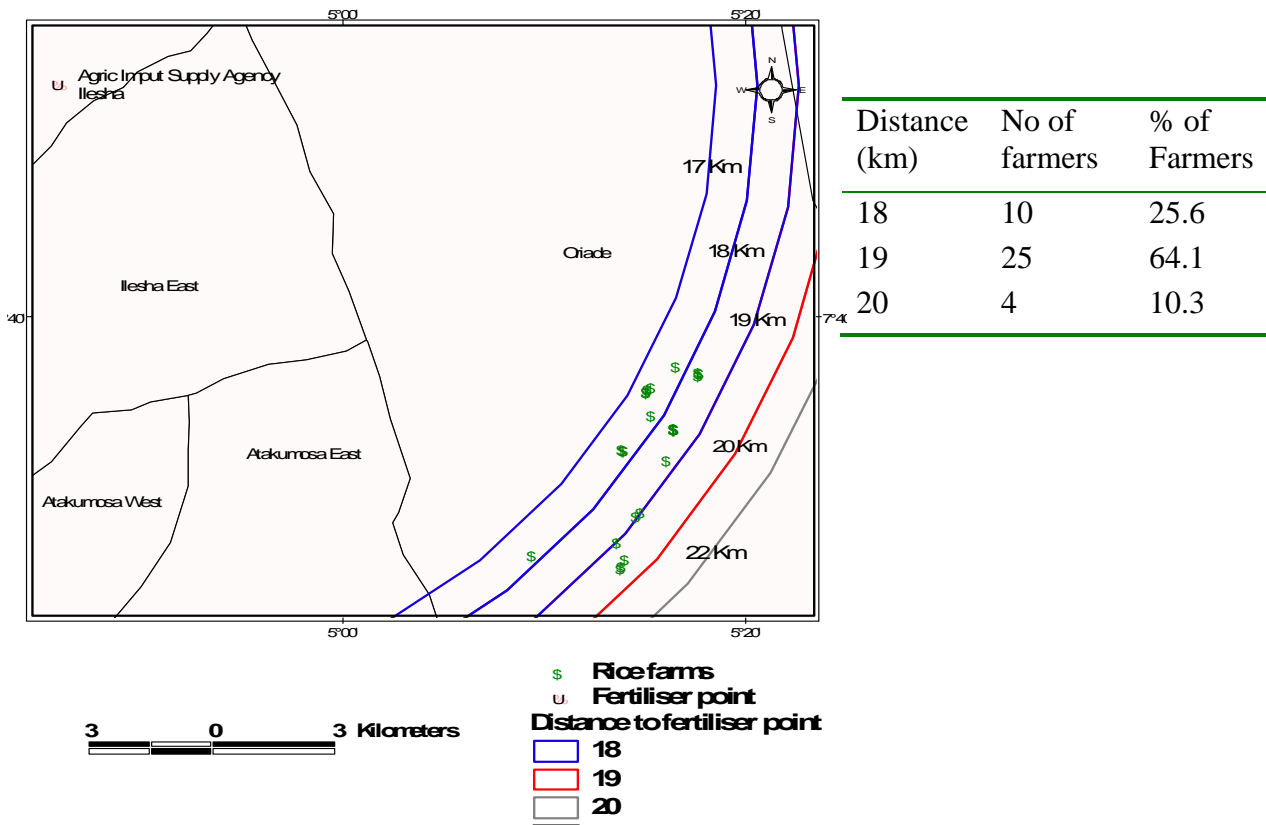 5°00'
5°20'
U
Agric Imput Supply Agency
Ilesha
N
W
E
S
17 Km
18 Km
Oriade
Ilesha East
19 Km
°40'
7°40
Atakumosa East
20 Km
Atakumosa West
22 Km
5°00'
5°20'
Distance (km)
No of farmers
% of Farmers
18 10 25.6
19 25 64.1
20 4 10.3
$ Rice farms
U Fertiliser point
Distance to fertiliser point
3 0 3 Kilometers
18
19
20